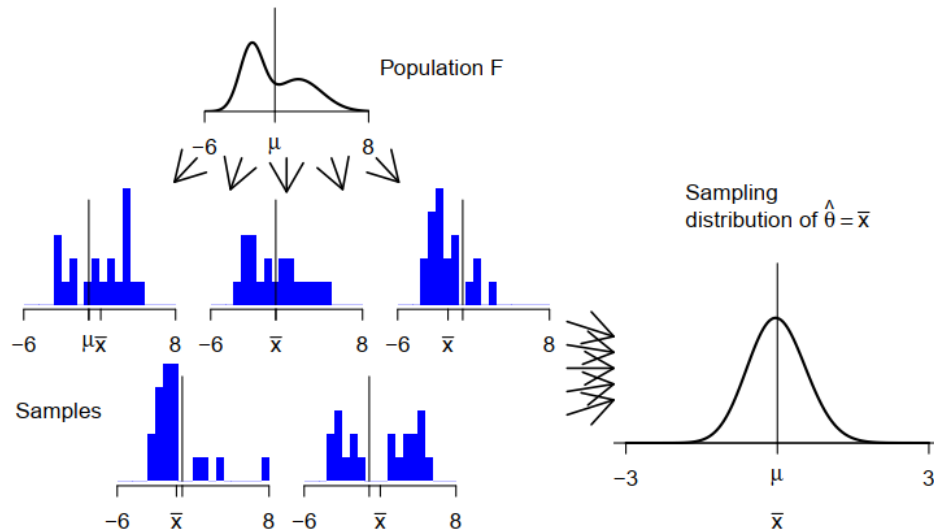 Population F
−6 μ 8
Sampling
distribution of θ̂ = x̄
−6 μ x̄ 8
−6 x̄ 8
−6 x̄ 8
Samples
−6 x̄ 8
−6 x̄ 8
−3 μ 3
x̄